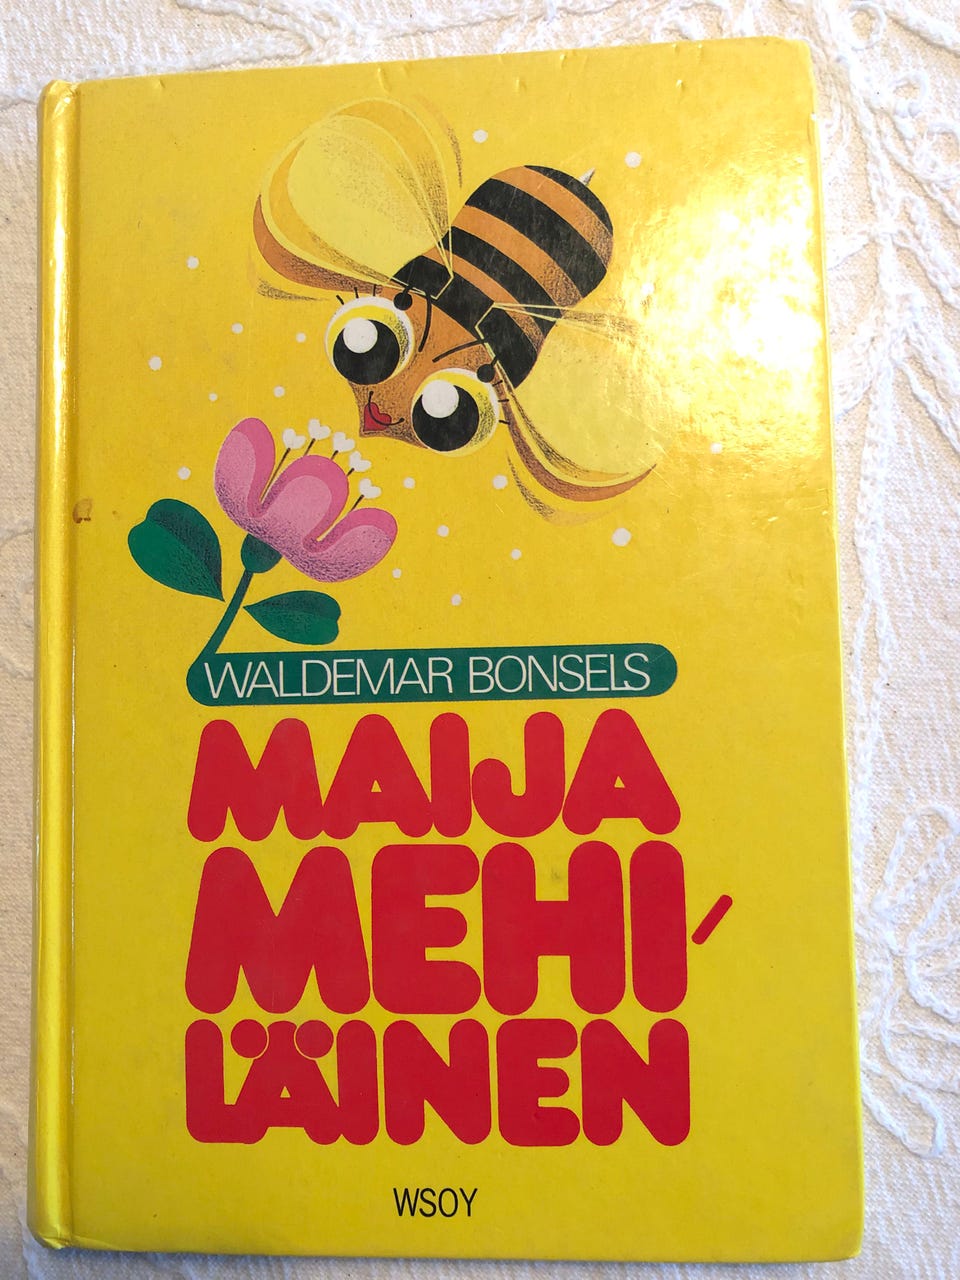 WALDEMAR BONSELS
MAIJA
MEHI-
LÄINEN
WSOY